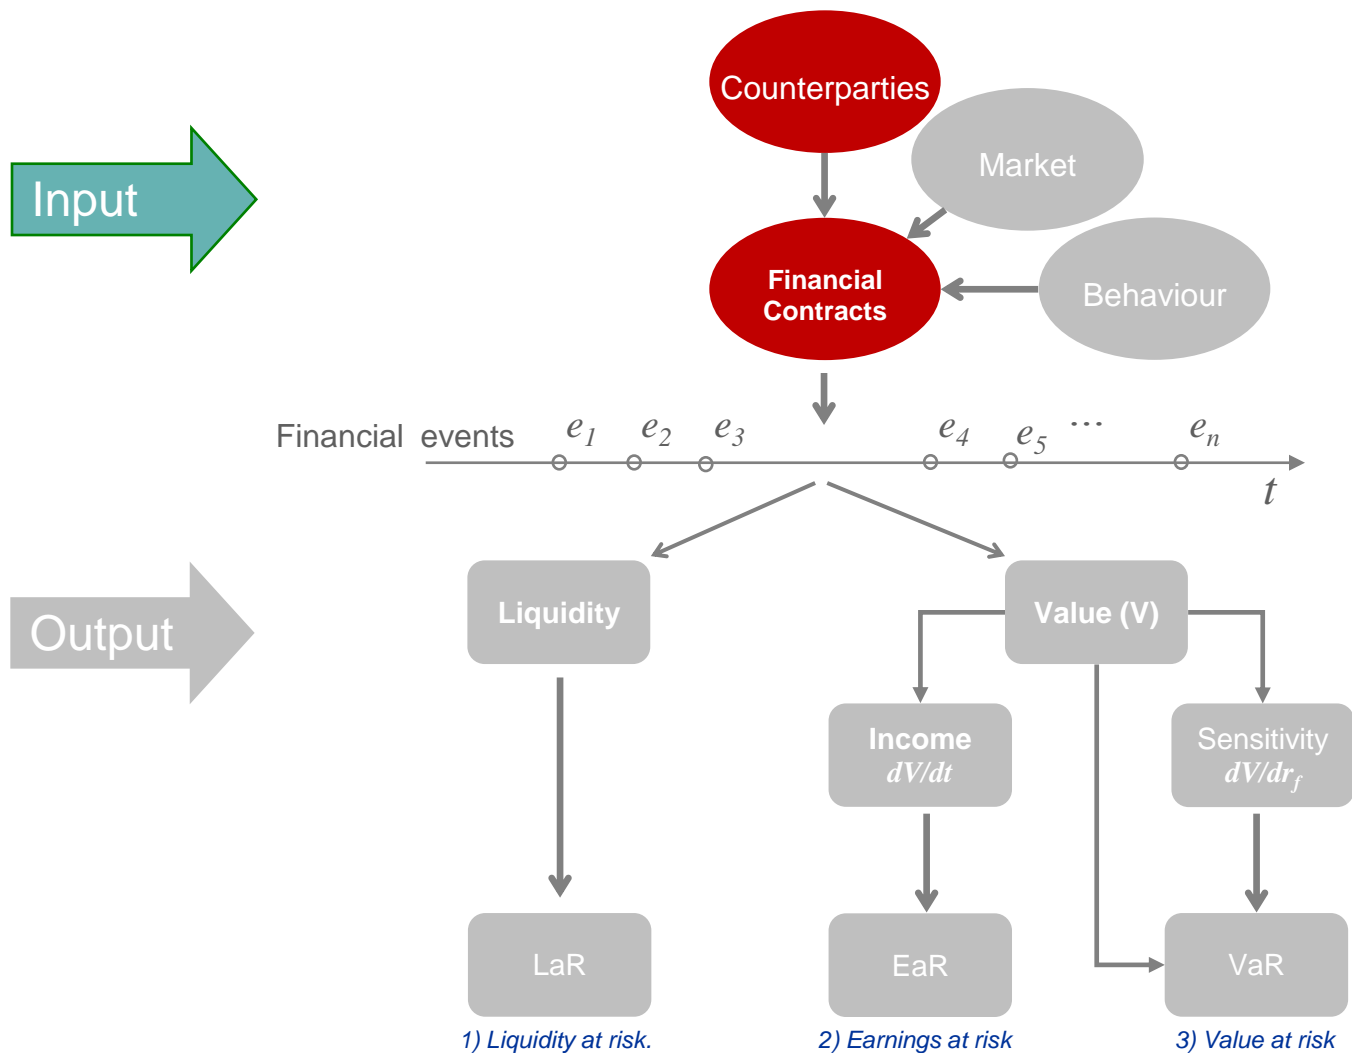 Counterparties
Market
Input
Financial
Contracts
Behaviour
Financial events
e1 e2 e3 e4 e5 ... en
t
Liquidity
Value (V)
Output
Income
dV/dt
Sensitivity
dV/drf
LaR
EaR
VaR
1) Liquidity at risk.
2) Earnings at risk
3) Value at risk